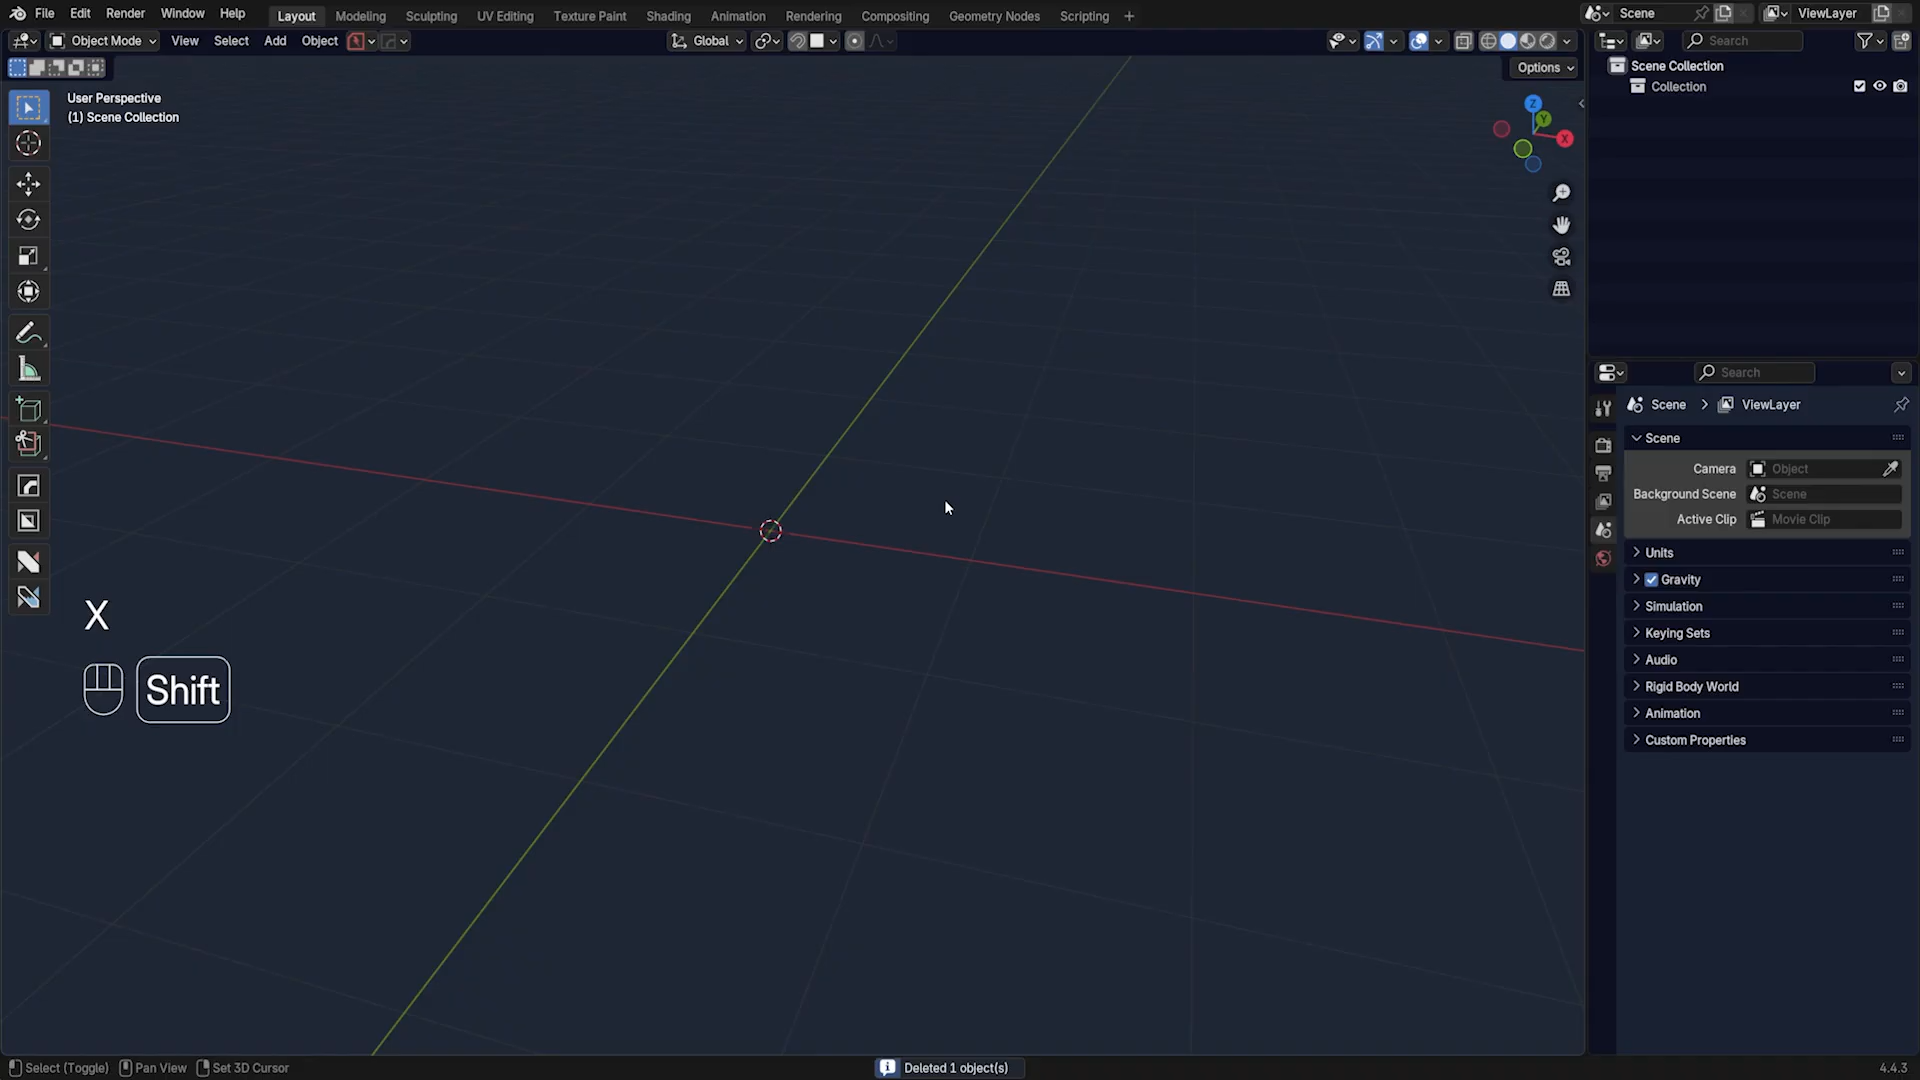 File Edit Render Window Help Layout Modeling Sculpting UV Editing Texture Paint Shading Animation Rendering Compositing Geometry Nodes Scripting + Scene ViewLayer
Object Mode View Select Add Object Global Search
Options
Scene Collection
Collection
User Perspective
(1) Scene Collection
Z
Y
X
Search
Scene > ViewLayer
Scene
Camera Object
Background Scene Scene
Active Clip Movie Clip
Units
Gravity
Simulation
Keying Sets
Audio
Rigid Body World
Animation
Custom Properties
X
Shift
Select (Toggle) Pan View Set 3D Cursor Deleted 1 object(s) 4.4.3